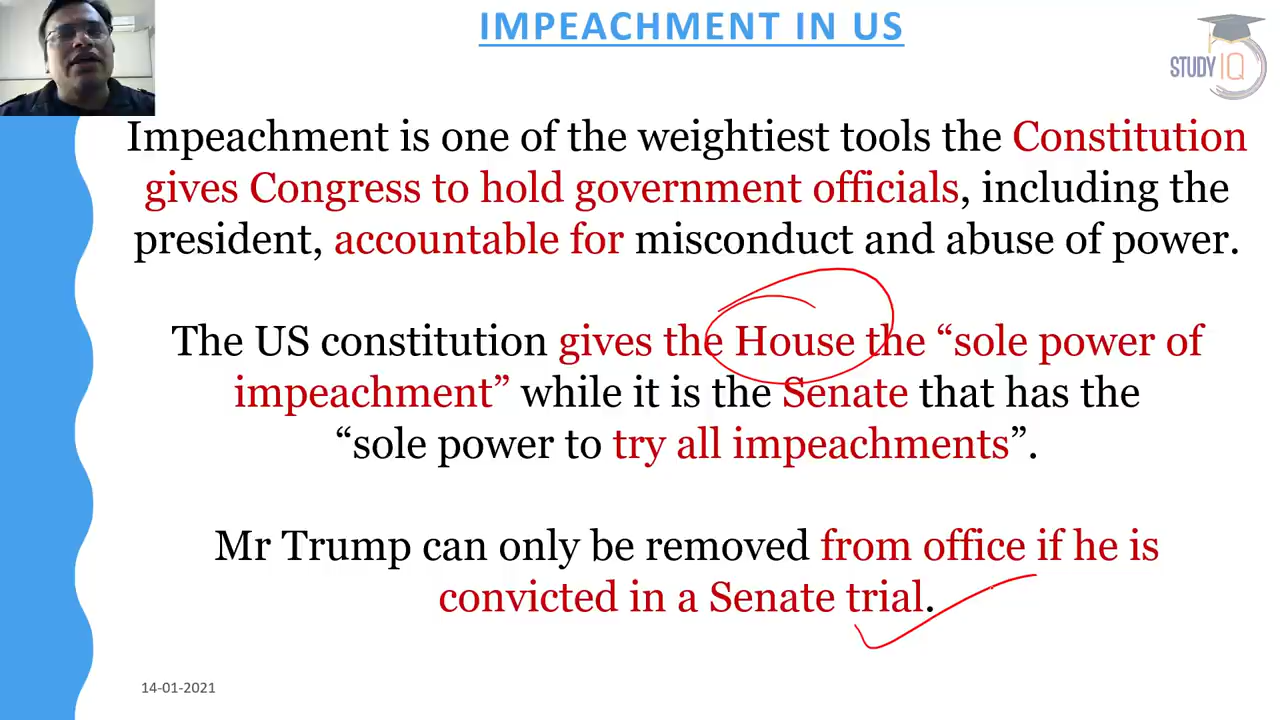 IMPEACHMENT IN US
STUDY IQ
Impeachment is one of the weightiest tools the Constitution
gives Congress to hold government officials, including the
president, accountable for misconduct and abuse of power.
The US constitution gives the House the “sole power of
impeachment” while it is the Senate that has the
“sole power to try all impeachments”.
Mr Trump can only be removed from office if he is
convicted in a Senate trial.
14-01-2021